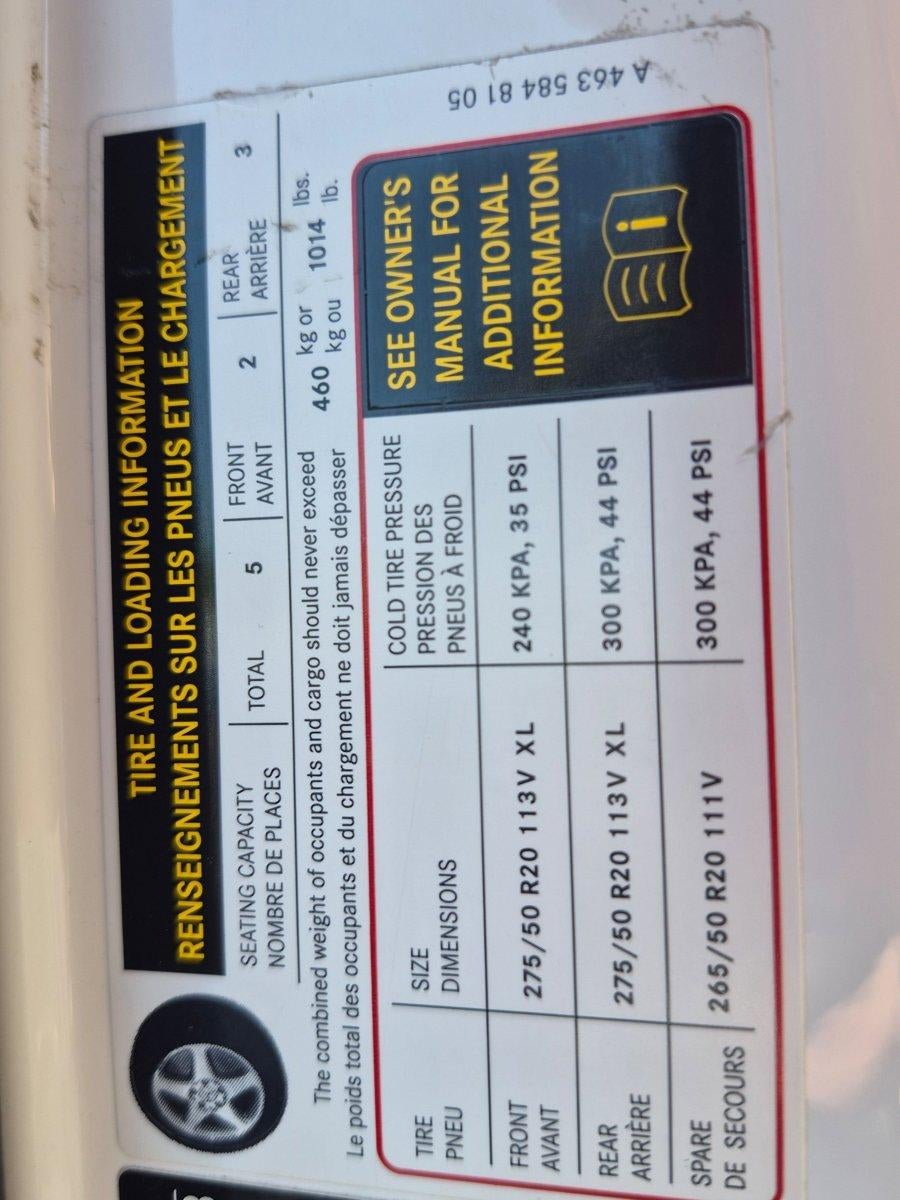 TIRE AND LOADING INFORMATION
RENSEIGNEMENTS SUR LES PNEUS ET LE CHARGEMENT
SEATING CAPACITY TOTAL 5 FRONT 2 REAR 3
NOMBRE DE PLACES AVANT ARRIÈRE
The combined weight of occupants and cargo should never exceed 460 kg or 1014 lbs.
Le poids total des occupants et du chargement ne doit jamais dépasser kg ou lb.
TIRE SIZE COLD TIRE PRESSURE
PNEU DIMENSIONS PRESSION DES
PNEUS À FROID
FRONT 275/50 R20 113V XL 240 KPA, 35 PSI
AVANT
REAR 275/50 R20 113V XL 300 KPA, 44 PSI
ARRIÈRE
SPARE 265/50 R20 111V 300 KPA, 44 PSI
DE SECOURS
SEE OWNER'S
MANUAL FOR
ADDITIONAL
INFORMATION
A 463 584 81 05